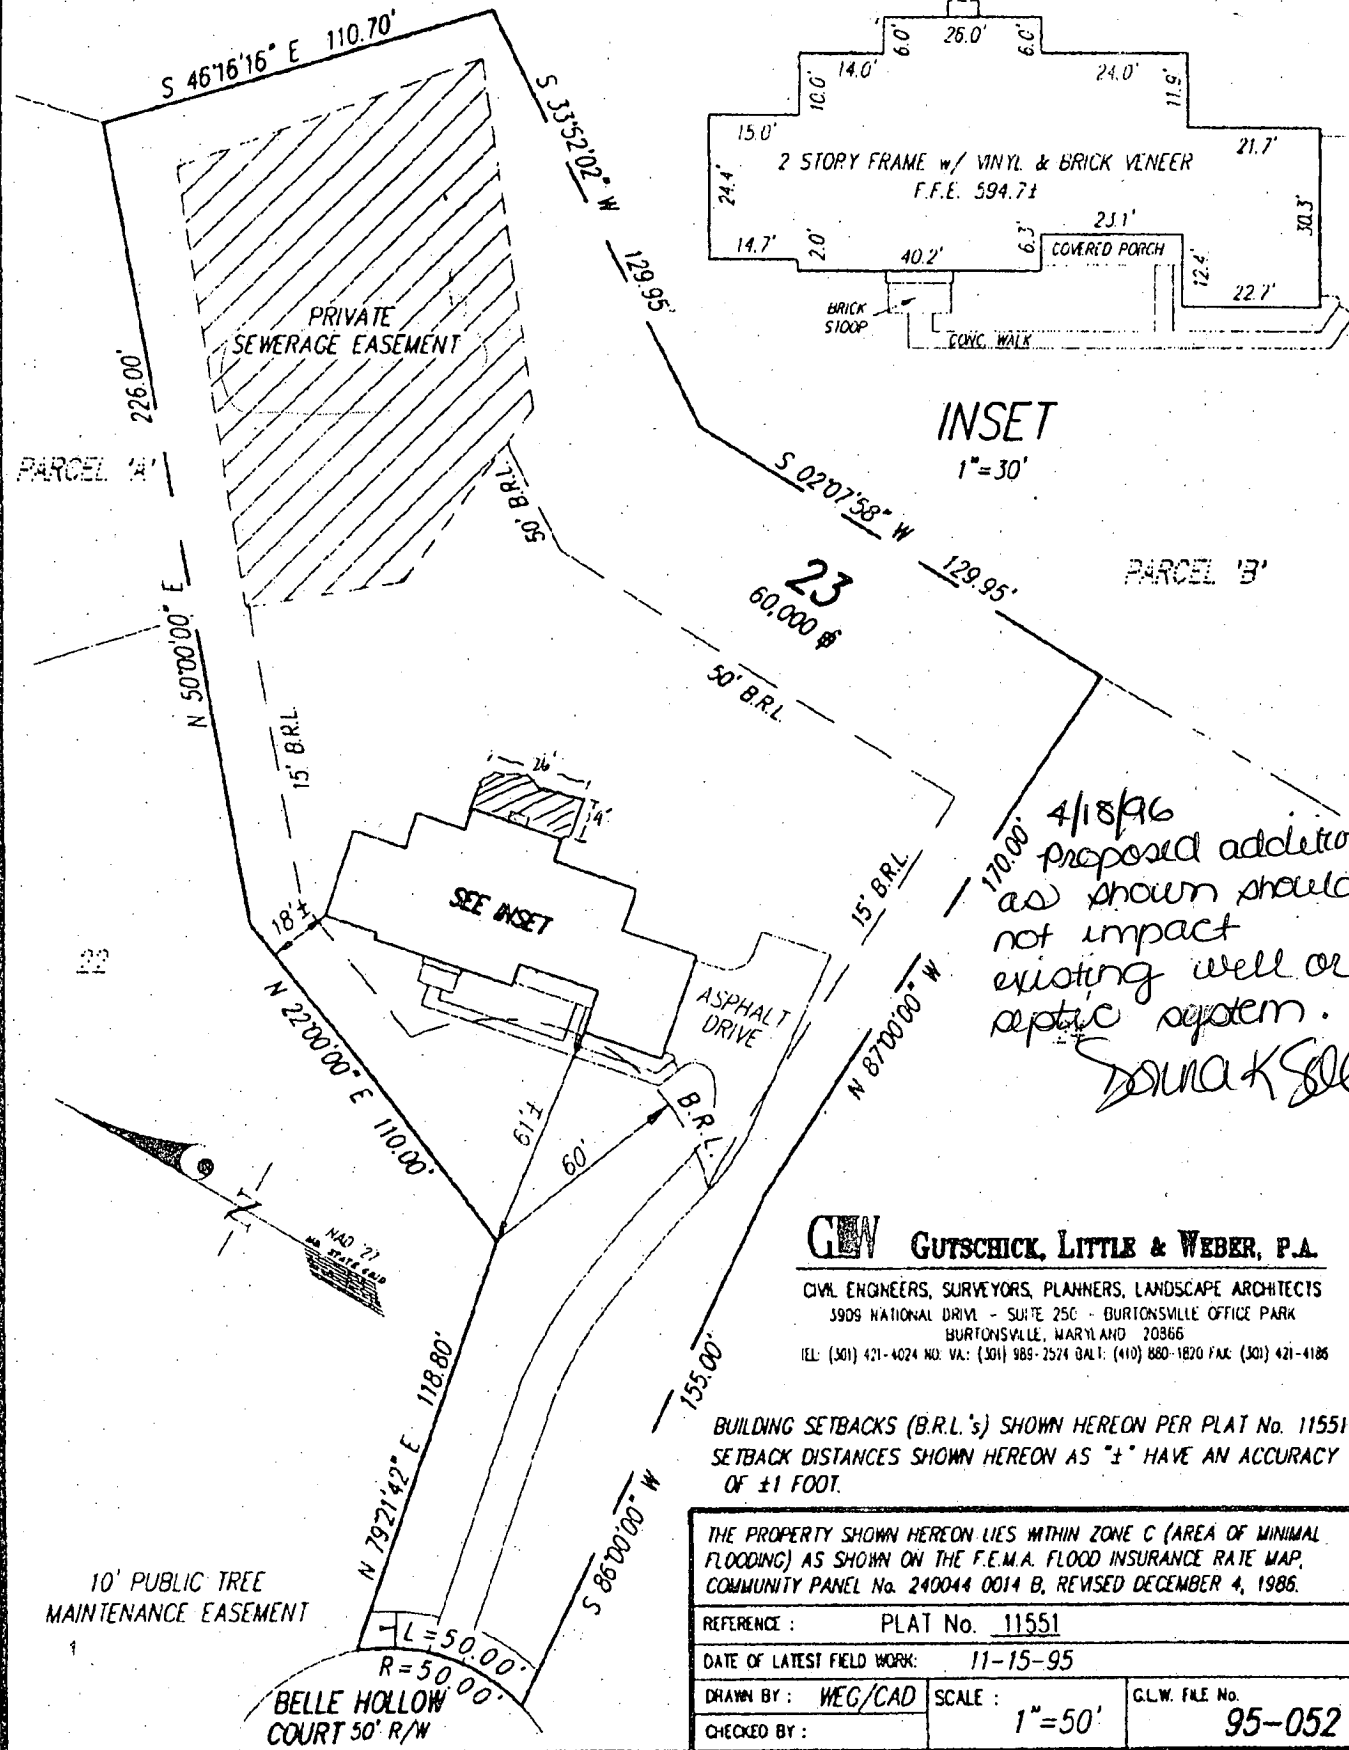 S 46°16'16" E 110.70'
S 33°52'02" W
129.95'
226.00'
PRIVATE
SEWERAGE EASEMENT
PARCEL 'A'
N 50°00'00" E
50' B.R.L.
S 02°07'58" W
129.95'
23
60,000
50' B.R.L.
PARCEL 'B'
15' B.R.L.
26.0'
6.0'
6.0'
14.0'
24.0'
10.0'
11.9'
15.0'
21.7'
2 STORY FRAME w/ VINYL & BRICK VENEER
F.F.E. 594.7±
24.4'
30.3'
23.1'
COVERED PORCH
6.3'
14.7'
2.0'
40.2'
12.4'
22.7'
BRICK
STOOP
CONC. WALK
INSET
1"=30'
26'
SEE INSET
18'±
22
N 22°00'00" E
110.00'
ASPHALT
DRIVE
15' B.R.L.
170.00'
N 87°00'00" W
B.R.L.
61'±
60'
4/18/96
Proposed additio
as shown should
not impact
existing well or
septic system.
N
NAD '27
118.80'
N 79°21'42" E
155.00'
S 86°00'00" W
GLW GUTSCHICK, LITTLE & WEBER, P.A.
CIVIL ENGINEERS, SURVEYORS, PLANNERS, LANDSCAPE ARCHITECTS
3909 NATIONAL DRIVE - SUITE 250 - BURTONSVILLE OFFICE PARK
BURTONSVILLE, MARYLAND 20866
TEL: (301) 421-4024 NO. VA.: (301) 989-2524 BALT: (410) 880-1820 FAX: (301) 421-4186
BUILDING SETBACKS (B.R.L.'s) SHOWN HEREON PER PLAT No. 11551
SETBACK DISTANCES SHOWN HEREON AS "±" HAVE AN ACCURACY
OF ±1 FOOT.
THE PROPERTY SHOWN HEREON LIES WITHIN ZONE C (AREA OF MINIMAL
FLOODING) AS SHOWN ON THE F.E.M.A. FLOOD INSURANCE RATE MAP,
COMMUNITY PANEL No. 240044 0014 B, REVISED DECEMBER 4, 1986.
REFERENCE : PLAT No. 11551
DATE OF LATEST FIELD WORK: 11-15-95
DRAWN BY : WEG/CAD
SCALE : 1"=50'
G.L.W. FILE No. 95-052
CHECKED BY :
10' PUBLIC TREE
MAINTENANCE EASEMENT
1
L=50.00'
R=50.00'
BELLE HOLLOW
COURT 50' R/W